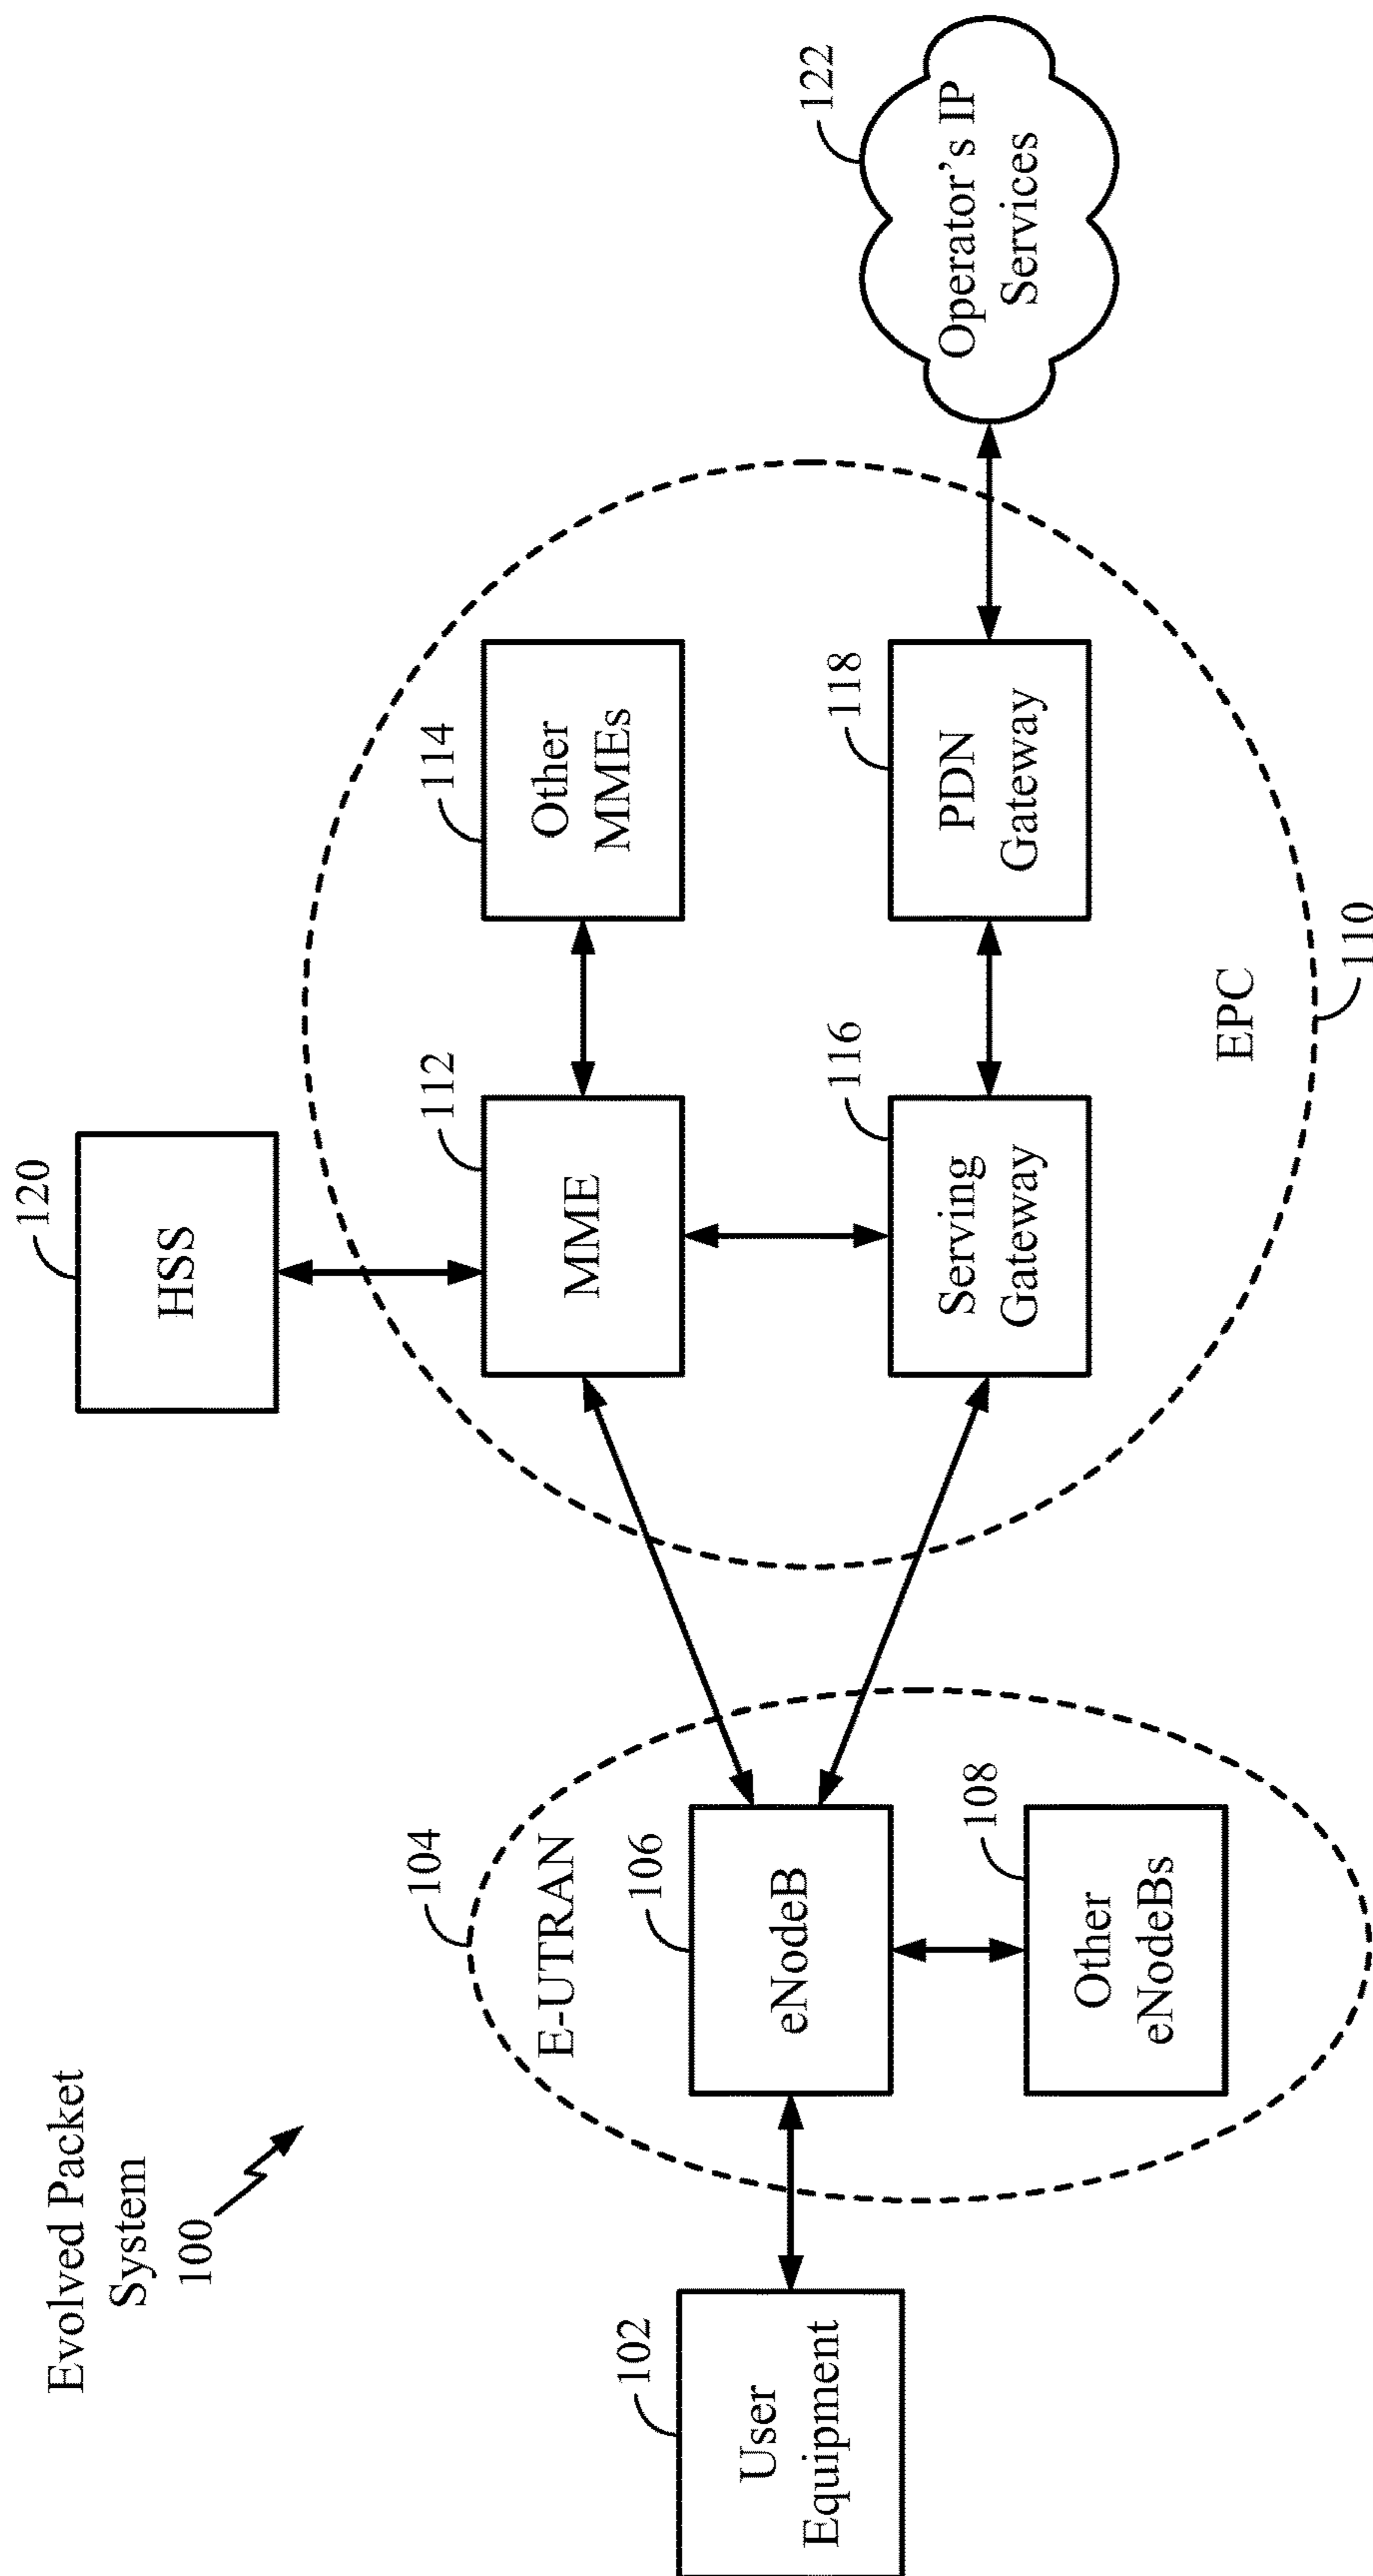 Evolved Packet
System
100
102
User
Equipment
104
E-UTRAN
106
eNodeB
108
Other
eNodeBs
120
HSS
112
MME
114
Other
MMEs
116
Serving
Gateway
118
PDN
Gateway
EPC
110
122
Operator's IP
Services